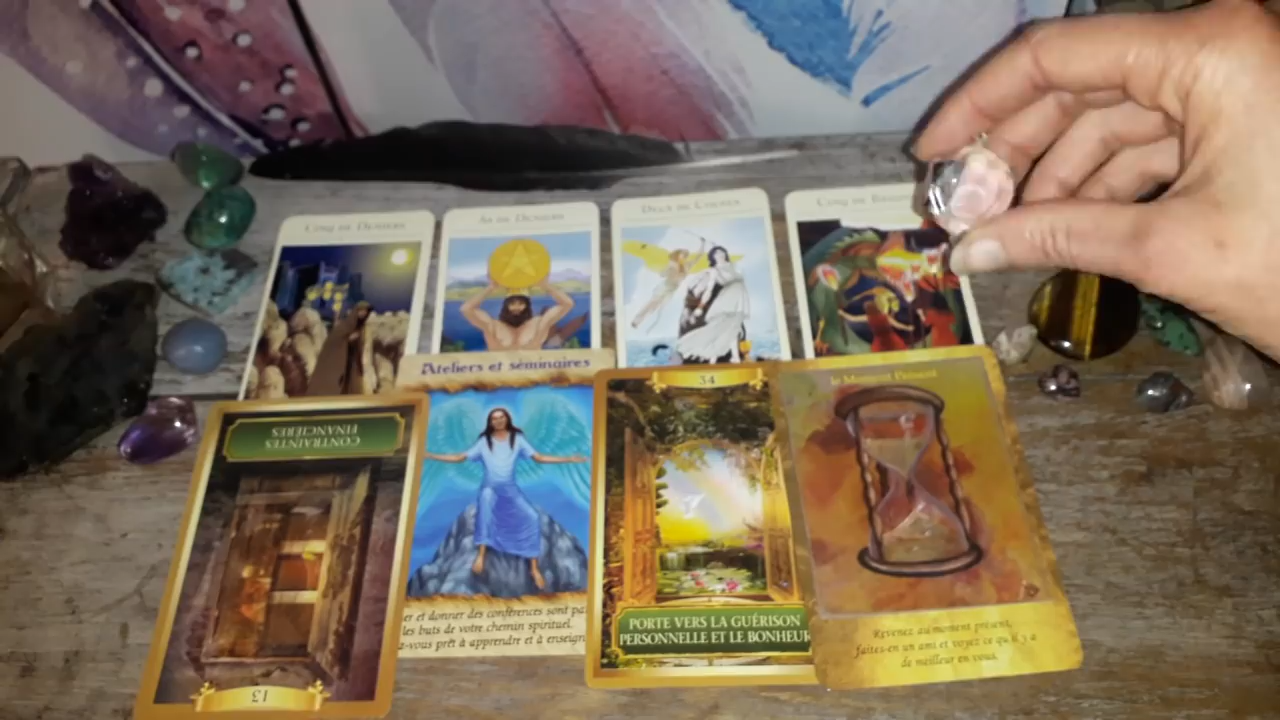 Cinq de Deniers
As de Deniers
Deux de Coupes
Ateliers et séminaires
34
le Moment Présent
CONTRAINTES
FINANCIÈRES
er et donner des conférences sont pa
les buts de votre chemin spirituel.
z-vous prêt à apprendre et à enseign
PORTE VERS LA GUÉRISON
PERSONNELLE ET LE BONHEUR
Revenez au moment présent,
faites-en un ami et voyez ce qu'il y a
de meilleur en vous.
13